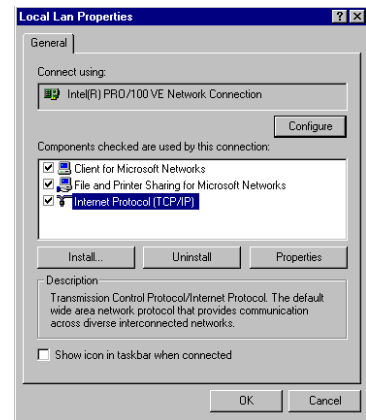 Local Lan Properties
General
Connect using:
Intel(R) PRO/100 VE Network Connection
Configure
Components checked are used by this connection:
Client for Microsoft Networks
File and Printer Sharing for Microsoft Networks
Internet Protocol (TCP/IP)
Install...
Uninstall
Properties
Description
Transmission Control Protocol/Internet Protocol. The default
wide area network protocol that provides communication
across diverse interconnected networks.
Show icon in taskbar when connected
OK
Cancel